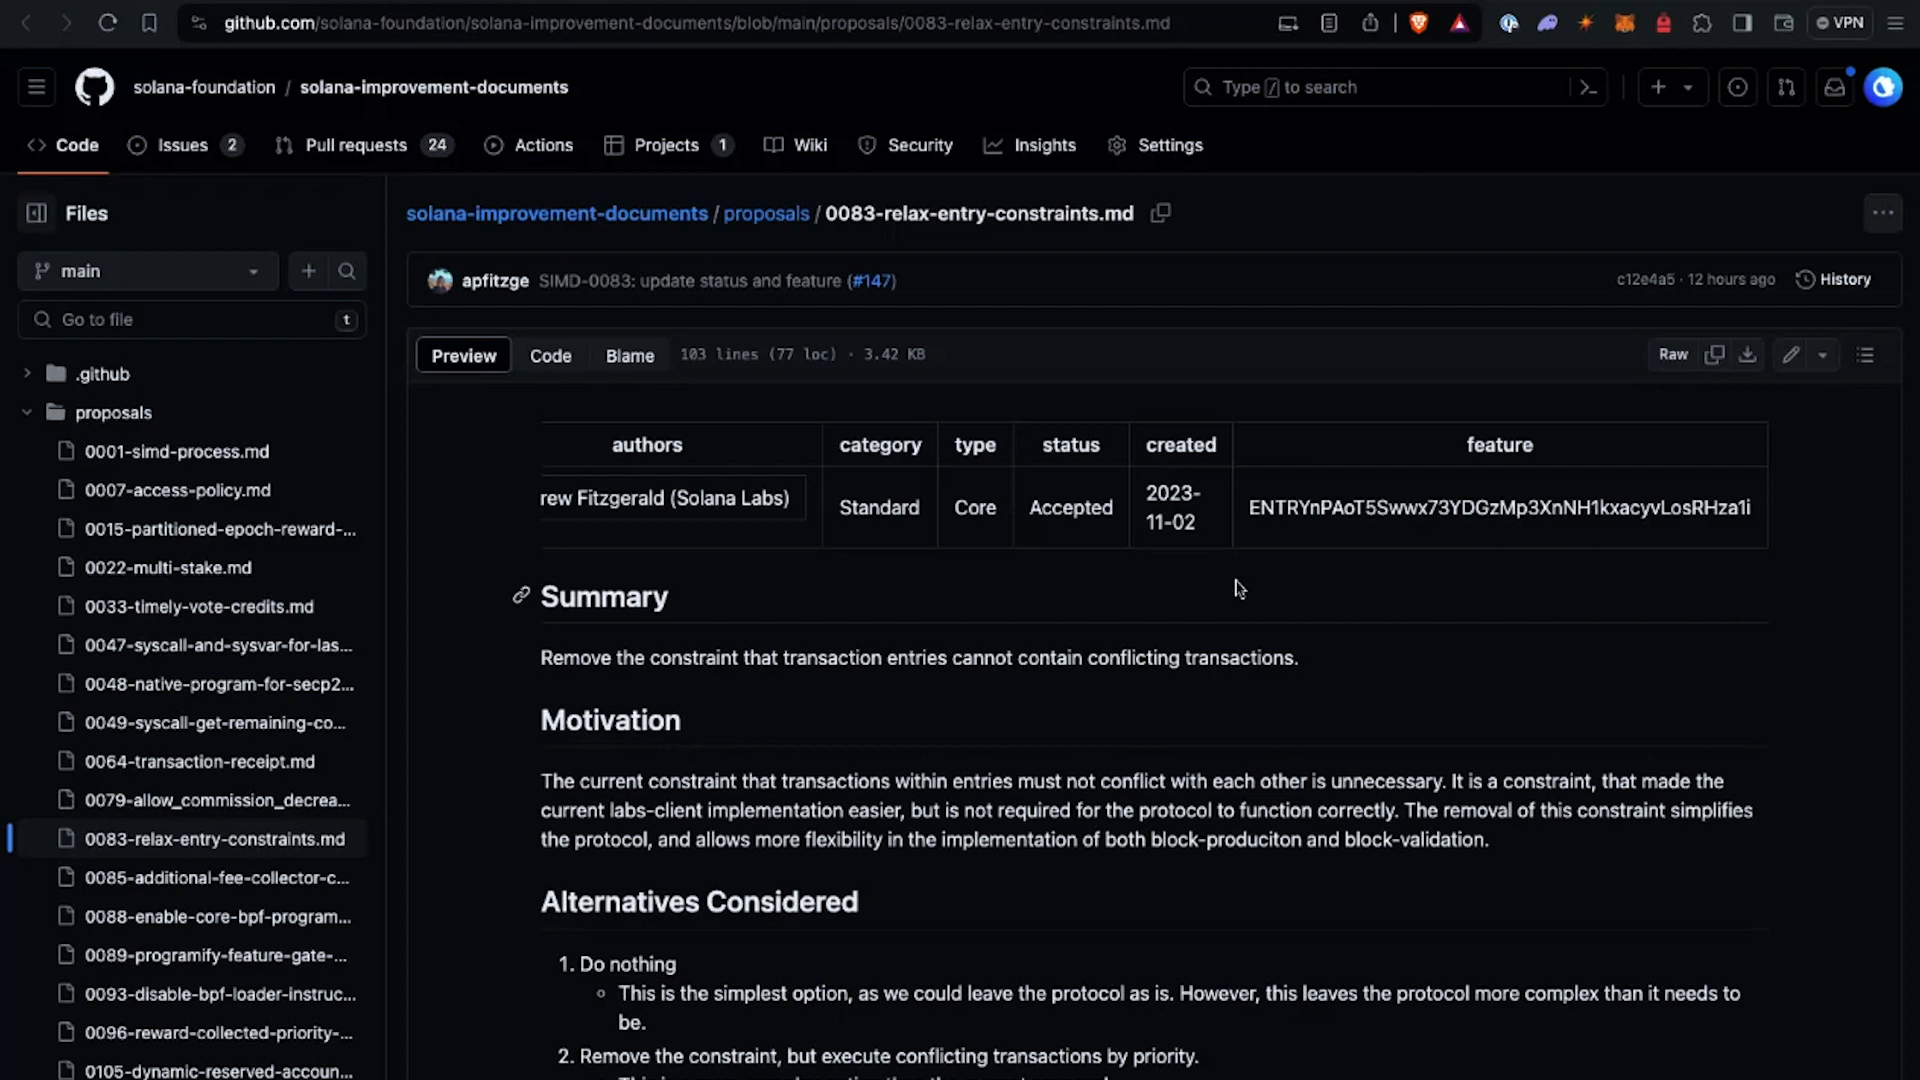 github.com/solana-foundation/solana-improvement-documents/blob/main/proposals/0083-relax-entry-constraints.md
VPN
solana-foundation / solana-improvement-documents
Type / to search
Code
Issues 2
Pull requests 24
Actions
Projects 1
Wiki
Security
Insights
Settings
Files
main
Go to file
t
.github
proposals
0001-simd-process.md
0007-access-policy.md
0015-partitioned-epoch-reward-...
0022-multi-stake.md
0033-timely-vote-credits.md
0047-syscall-and-sysvar-for-las...
0048-native-program-for-secp2...
0049-syscall-get-remaining-co...
0064-transaction-receipt.md
0079-allow_commission_decrea...
0083-relax-entry-constraints.md
0085-additional-fee-collector-c...
0088-enable-core-bpf-program...
0089-programify-feature-gate-...
0093-disable-bpf-loader-instruc...
0096-reward-collected-priority-...
0105-dynamic-reserved-accoun...
solana-improvement-documents / proposals / 0083-relax-entry-constraints.md
apfitzge SIMD-0083: update status and feature (#147)
c12e4a5 · 12 hours ago
History
Preview
Code
Blame
103 lines (77 loc) · 3.42 KB
Raw
authors category type status created feature
rew Fitzgerald (Solana Labs)
Standard
Core
Accepted
2023-
11-02
ENTRYnPAoT5Swwx73YDGzMp3XnNH1kxacyvLosRHza1i
Summary
Remove the constraint that transaction entries cannot contain conflicting transactions.
Motivation
The current constraint that transactions within entries must not conflict with each other is unnecessary. It is a constraint, that made the
current labs-client implementation easier, but is not required for the protocol to function correctly. The removal of this constraint simplifies
the protocol, and allows more flexibility in the implementation of both block-produciton and block-validation.
Alternatives Considered
1. Do nothing
This is the simplest option, as we could leave the protocol as is. However, this leaves the protocol more complex than it needs to
be.
2. Remove the constraint, but execute conflicting transactions by priority.